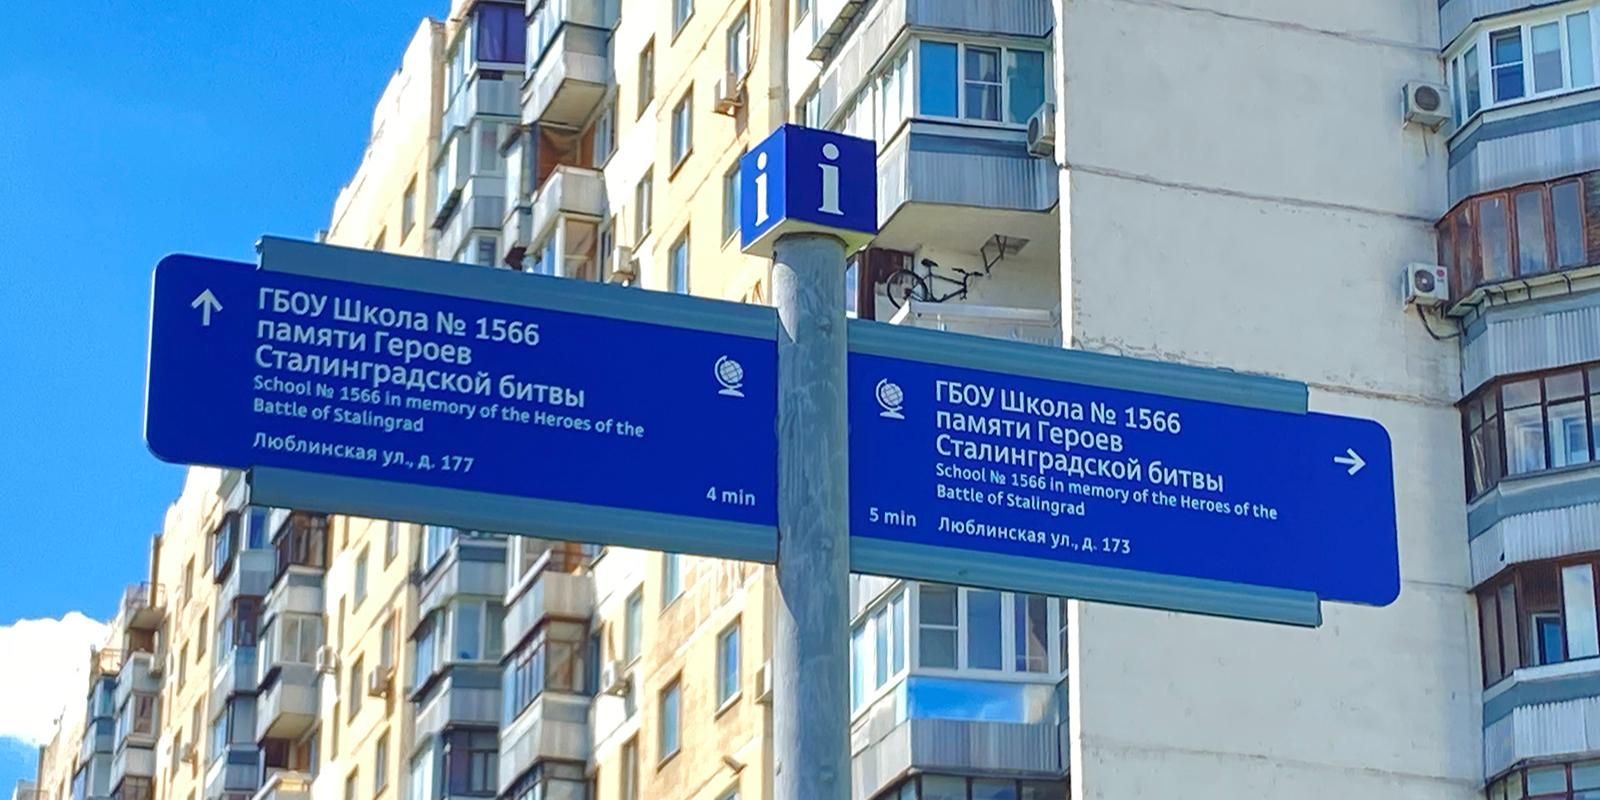 i i
ГБОУ Школа № 1566
памяти Героев
Сталинградской битвы
School № 1566 in memory of the Heroes of the
Battle of Stalingrad
Люблинская ул., д. 177
4 min
ГБОУ Школа № 1566
памяти Героев
Сталинградской битвы
School № 1566 in memory of the Heroes of the
Battle of Stalingrad
5 min Люблинская ул., д. 173